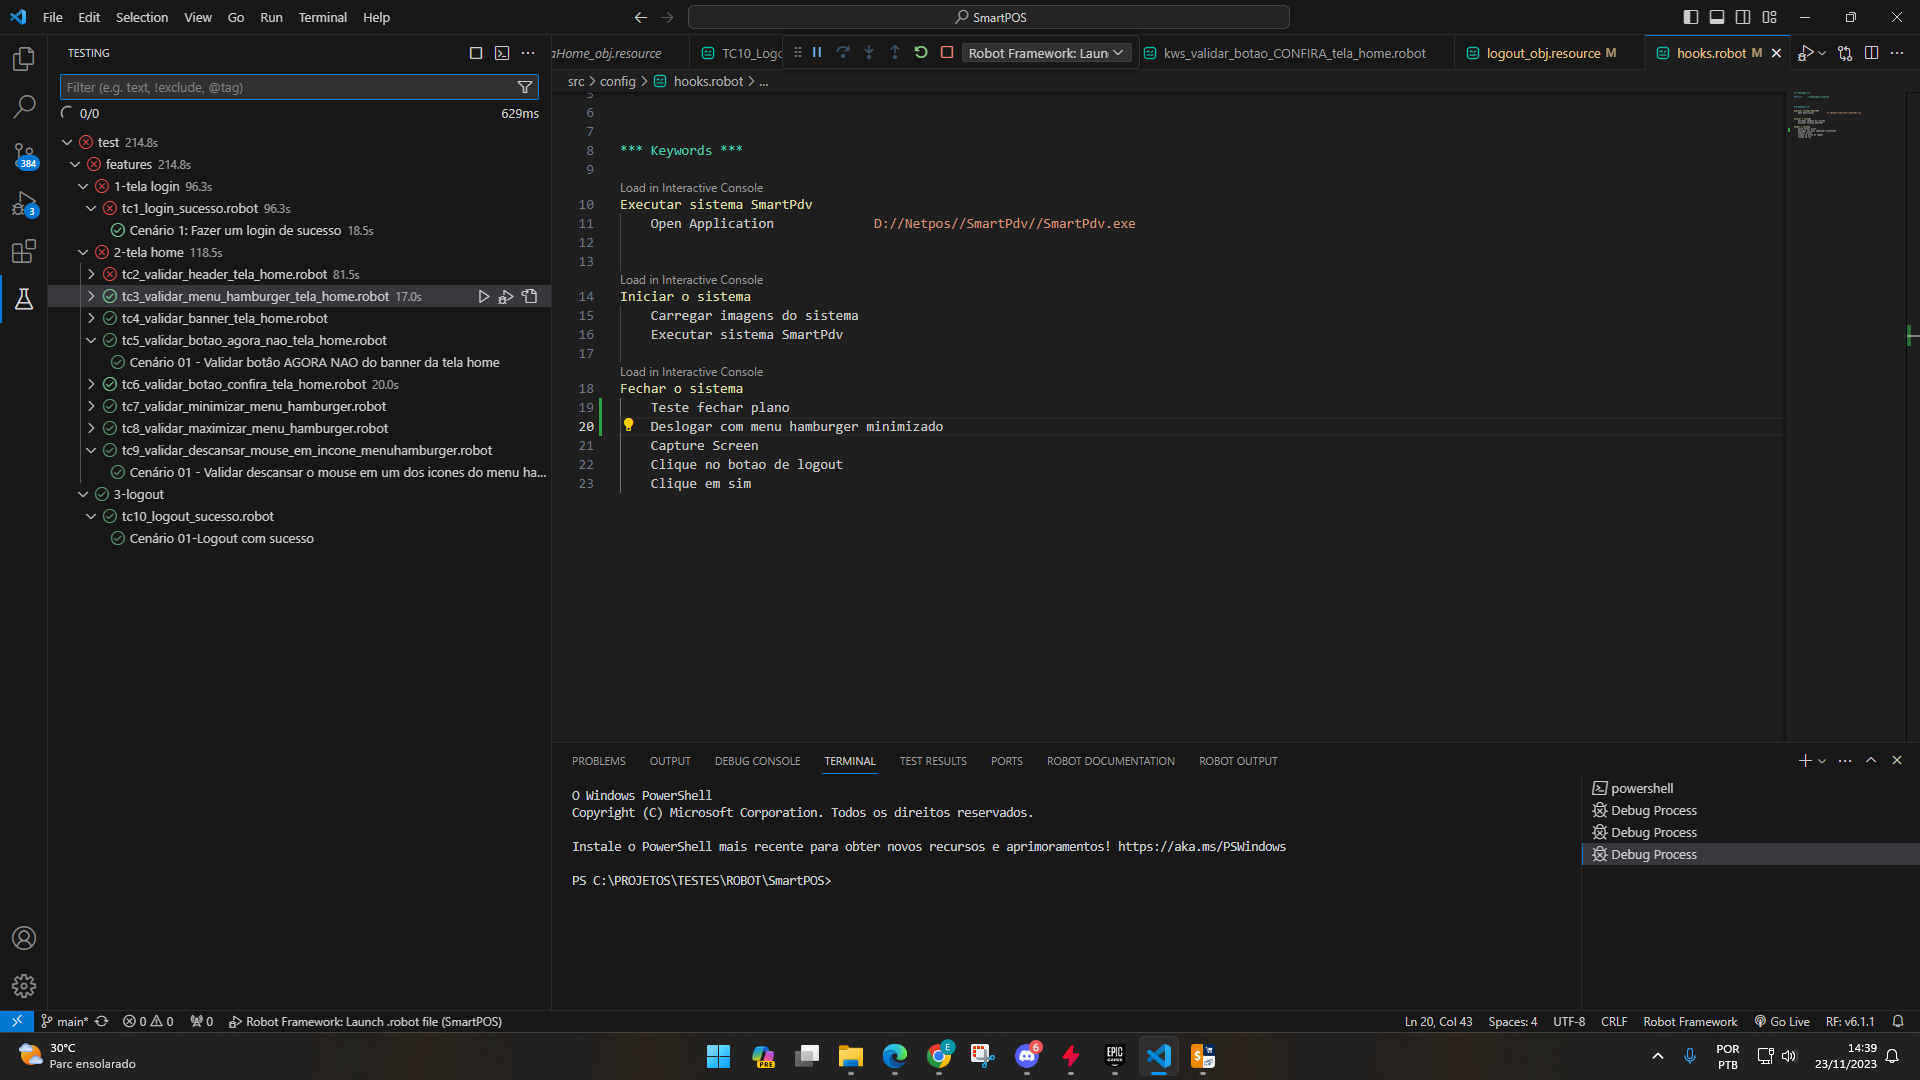 File Edit Selection View Go Run Terminal Help
SmartPOS
TESTING
Filter (e.g. text, !exclude, @tag)
0/0 629ms
test 214.8s
features 214.8s
1-tela login 96.3s
tc1_login_sucesso.robot 96.3s
Cenário 1: Fazer um login de sucesso 18.5s
2-tela home 118.5s
tc2_validar_header_tela_home.robot 81.5s
tc3_validar_menu_hamburger_tela_home.robot 17.0s
tc4_validar_banner_tela_home.robot
tc5_validar_botao_agora_nao_tela_home.robot
Cenário 01 - Validar botâo AGORA NAO do banner da tela home
tc6_validar_botao_confira_tela_home.robot 20.0s
tc7_validar_minimizar_menu_hamburger.robot
tc8_validar_maximizar_menu_hamburger.robot
tc9_validar_descansar_mouse_em_incone_menuhamburger.robot
Cenário 01 - Validar descansar o mouse em um dos icones do menu ha...
3-logout
tc10_logout_sucesso.robot
Cenário 01-Logout com sucesso
384
3
aHome_obj.resource TC10_Logo Robot Framework: Laun kws_validar_botao_CONFIRA_tela_home.robot logout_obj.resource M hooks.robot M
src > config > hooks.robot > ...
5
6
7
8 *** Keywords ***
9
Load in Interactive Console
10 Executar sistema SmartPdv
11 Open Application D://Netpos//SmartPdv//SmartPdv.exe
12
13
Load in Interactive Console
14 Iniciar o sistema
15 Carregar imagens do sistema
16 Executar sistema SmartPdv
17
Load in Interactive Console
18 Fechar o sistema
19 Teste fechar plano
20 Deslogar com menu hamburger minimizado
21 Capture Screen
22 Clique no botao de logout
23 Clique em sim
PROBLEMS OUTPUT DEBUG CONSOLE TERMINAL TEST RESULTS PORTS ROBOT DOCUMENTATION ROBOT OUTPUT
O Windows PowerShell
Copyright (C) Microsoft Corporation. Todos os direitos reservados.
Instale o PowerShell mais recente para obter novos recursos e aprimoramentos! https://aka.ms/PSWindows
PS C:\PROJETOS\TESTES\ROBOT\SmartPOS>
powershell
Debug Process
Debug Process
Debug Process
main* 0 0 0 Robot Framework: Launch .robot file (SmartPOS) Ln 20, Col 43 Spaces: 4 UTF-8 CRLF Robot Framework Go Live RF: v6.1.1
30°C
Parc ensolarado
PRE
E
6
EPIC GAMES
POR
PTB
14:39
23/11/2023